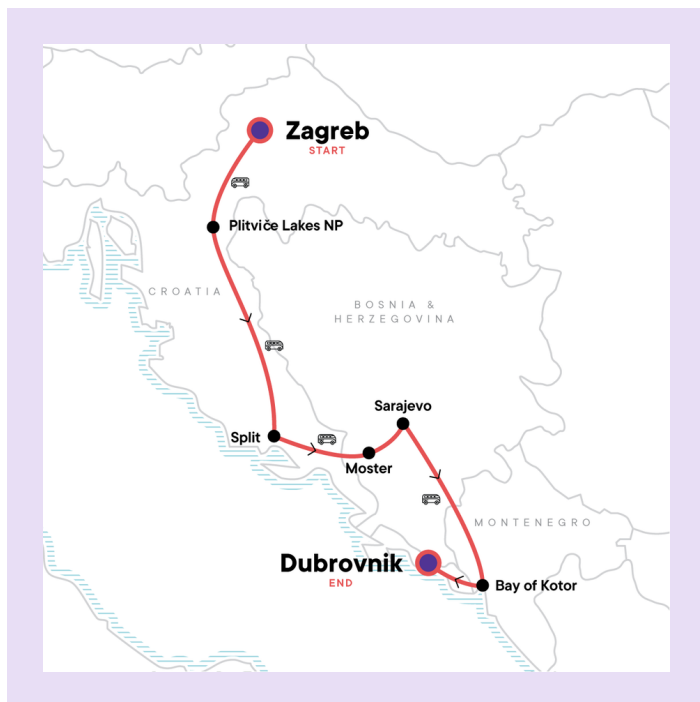 Zagreb
START
Plitviče Lakes NP
CROATIA
BOSNIA &
HERZEGOVINA
Sarajevo
Split
Moster
MONTENEGRO
Dubrovnik
END
Bay of Kotor